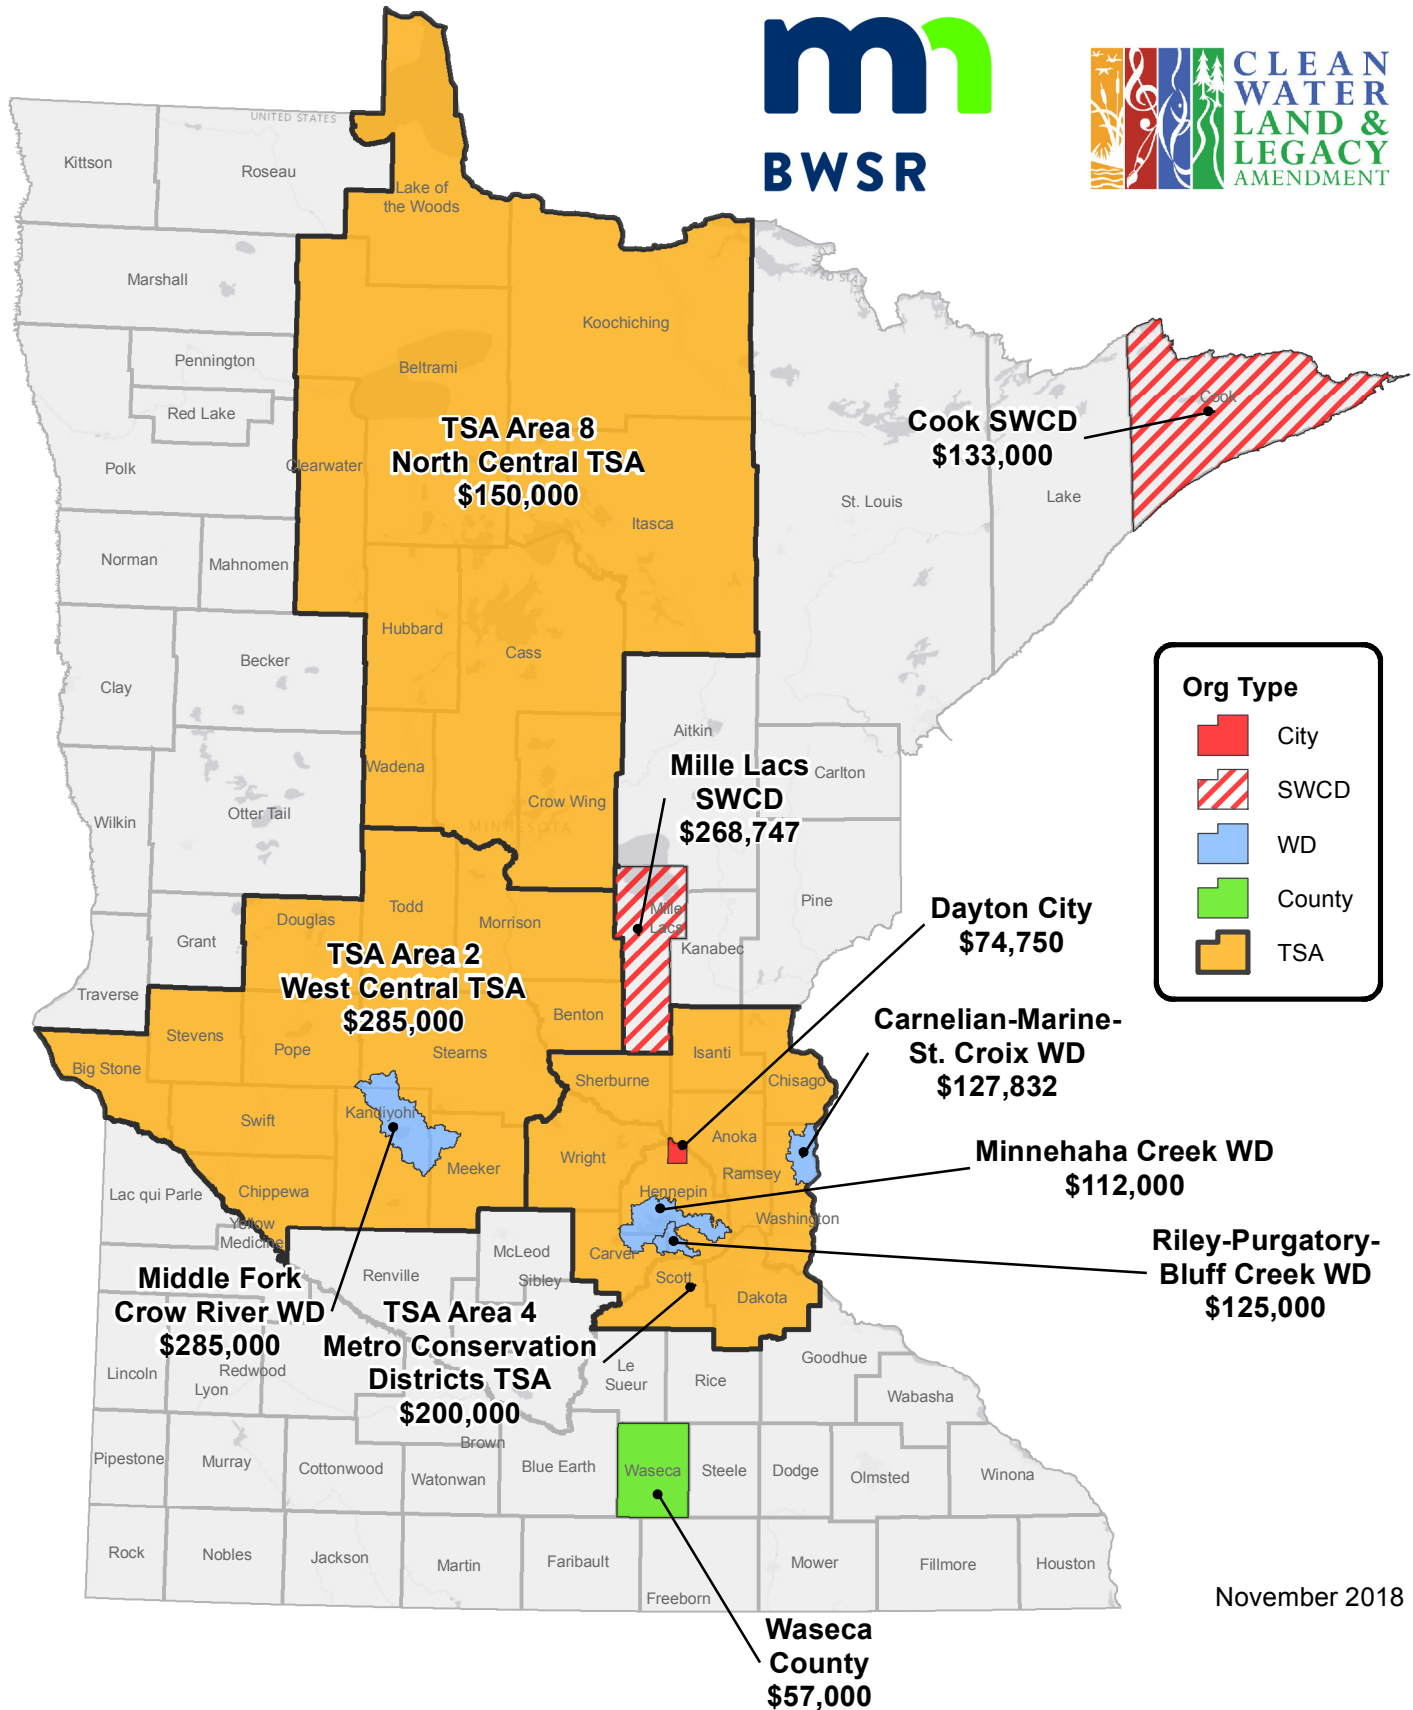 BWSR
CLEAN
WATER
LAND &
LEGACY
AMENDMENT
UNITED STATES
Kittson
Roseau
Lake of
the Woods
Marshall
Koochiching
Pennington
Beltrami
Red Lake
Cook
Cook SWCD
$133,000
TSA Area 8
North Central TSA
$150,000
Clearwater
Polk
Itasca
St. Louis
Lake
Norman
Mahnomen
Hubbard
Cass
Becker
Clay
Org Type
City
SWCD
WD
County
TSA
Aitkin
Carlton
Wadena
Mille Lacs
SWCD
$268,747
Crow Wing
MINNESOTA
Otter Tail
Wilkin
Pine
Mille
Lacs
Kanabec
Todd
Douglas
Morrison
Grant
Dayton City
$74,750
TSA Area 2
West Central TSA
$285,000
Traverse
Benton
Stevens
Pope
Stearns
Isanti
Carnelian-Marine-
St. Croix WD
$127,832
Big Stone
Sherburne
Chisago
Swift
Kandiyohi
Anoka
Minnehaha Creek WD
$112,000
Wright
Meeker
Ramsey
Lac qui Parle
Chippewa
Hennepin
Washington
Yellow
Medicine
McLeod
Carver
Riley-Purgatory-
Bluff Creek WD
$125,000
Renville
Sibley
Scott
Dakota
Middle Fork
Crow River WD
$285,000
TSA Area 4
Metro Conservation
Districts TSA
$200,000
Lincoln
Lyon
Redwood
Le
Sueur
Rice
Goodhue
Wabasha
Brown
Pipestone
Murray
Cottonwood
Watonwan
Blue Earth
Waseca
Steele
Dodge
Olmsted
Winona
Rock
Nobles
Jackson
Martin
Faribault
Freeborn
Mower
Fillmore
Houston
November 2018
Waseca
County
$57,000